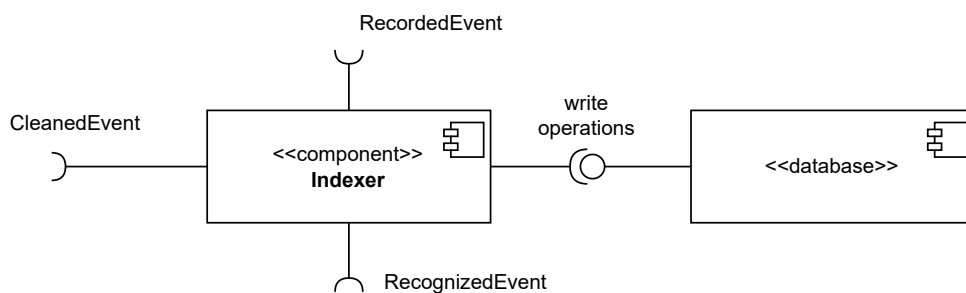 RecordedEvent
CleanedEvent
<<component>>
Indexer
write
operations
<<database>>
RecognizedEvent